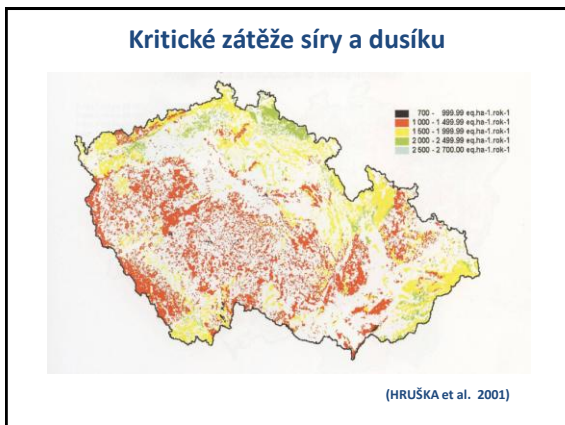 Kritické zátěže síry a dusíku
700 - 999.99 eq.ha-1.rok-1
1 000 - 1 499.99 eq.ha-1.rok-1
1 500 - 1 999.99 eq.ha-1.rok-1
2 000 - 2 499.99 eq.ha-1.rok-1
2 500 - 2 700.00 eq.ha-1.rok-1
(HRUŠKA et al. 2001)